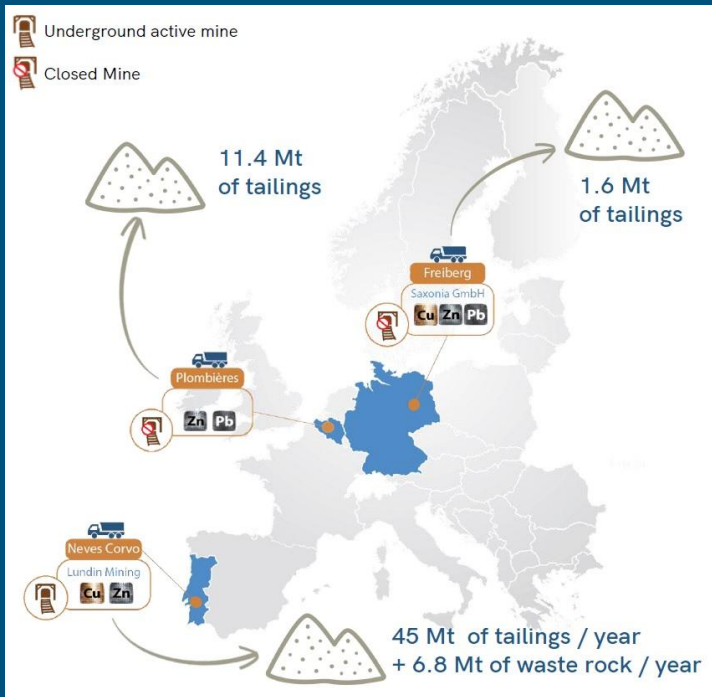 Underground active mine
Closed Mine
11.4 Mt
of tailings
1.6 Mt
of tailings
Freiberg
Saxonia GmbH
Cu Zn Pb
Plombières
Zn Pb
Neves Corvo
Lundin Mining
Cu Zn
45 Mt of tailings / year
+ 6.8 Mt of waste rock / year